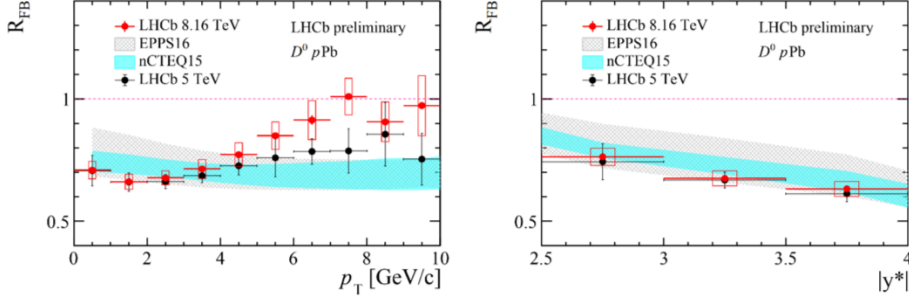 R_FB
LHCb 8.16 TeV
EPPS16
nCTEQ15
LHCb 5 TeV
LHCb preliminary
D⁰ pPb
1
0.5
0 2 4 6 8 10
p_T [GeV/c]
R_FB
LHCb 8.16 TeV
EPPS16
nCTEQ15
LHCb 5 TeV
LHCb preliminary
D⁰ pPb
1
0.5
2.5 3 3.5 4
|y*|